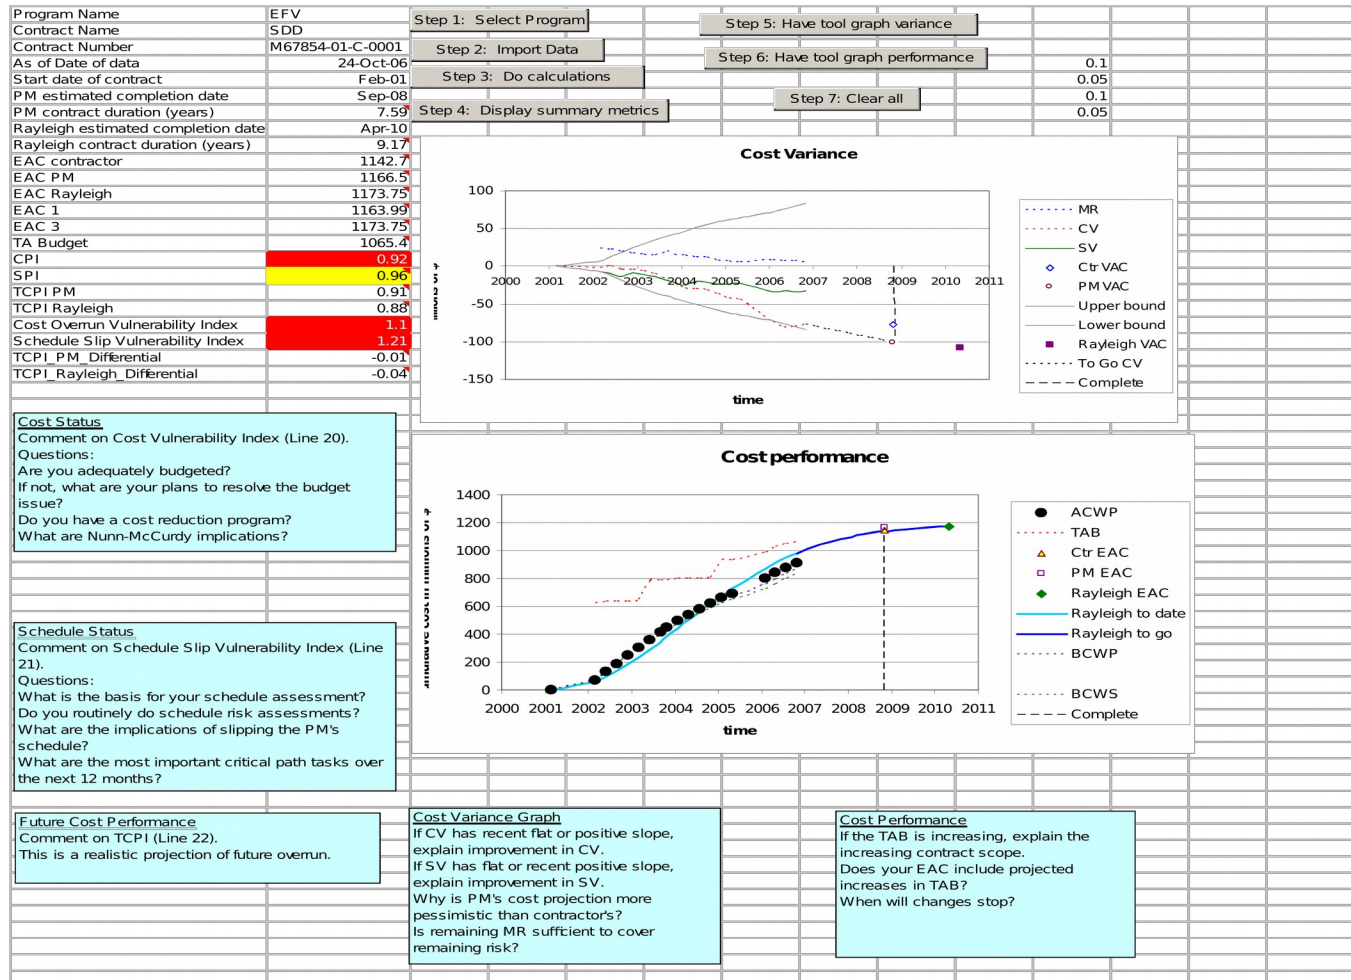 Program Name EFV
Contract Name SDD
Contract Number M67854-01-C-0001
As of Date of data 24-Oct-06
Start date of contract Feb-01
PM estimated completion date Sep-08
PM contract duration (years) 7.59
Rayleigh estimated completion date Apr-10
Rayleigh contract duration (years) 9.17
EAC contractor 1142.7
EAC PM 1166.5
EAC Rayleigh 1173.75
EAC 1 1163.99
EAC 3 1173.75
TA Budget 1065.4
CPI 0.92
SPI 0.96
TCPI PM 0.91
TCPI Rayleigh 0.88
Cost Overrun Vulnerability Index 1.1
Schedule Slip Vulnerability Index 1.21
TCPI_PM_Differential -0.01
TCPI_Rayleigh_Differential -0.04
Step 1: Select Program
Step 2: Import Data
Step 3: Do calculations
Step 4: Display summary metrics
Step 5: Have tool graph variance
Step 6: Have tool graph performance
Step 7: Clear all
0.1
0.05
0.1
0.05
Cost Variance
100
50
0
-50
-100
-150
2000 2001 2002 2003 2004 2005 2006 2007 2008 2009 2010 2011
time
MR
CV
SV
Ctr VAC
PM VAC
Upper bound
Lower bound
Rayleigh VAC
To Go CV
Complete
Cost performance
1400
1200
1000
800
600
400
200
0
2000 2001 2002 2003 2004 2005 2006 2007 2008 2009 2010 2011
time
cost in millions of $
ACWP
TAB
Ctr EAC
PM EAC
Rayleigh EAC
Rayleigh to date
Rayleigh to go
BCWP
BCWS
Complete
Cost Status
Comment on Cost Vulnerability Index (Line 20).
Questions:
Are you adequately budgeted?
If not, what are your plans to resolve the budget
issue?
Do you have a cost reduction program?
What are Nunn-McCurdy implications?
Schedule Status
Comment on Schedule Slip Vulnerability Index (Line
21).
Questions:
What is the basis for your schedule assessment?
Do you routinely do schedule risk assessments?
What are the implications of slipping the PM's
schedule?
What are the most important critical path tasks over
the next 12 months?
Future Cost Performance
Comment on TCPI (Line 22).
This is a realistic projection of future overrun.
Cost Variance Graph
If CV has recent flat or positive slope,
explain improvement in CV.
If SV has flat or recent positive slope,
explain improvement in SV.
Why is PM's cost projection more
pessimistic than contractor's?
Is remaining MR sufficient to cover
remaining risk?
Cost Performance
If the TAB is increasing, explain the
increasing contract scope.
Does your EAC include projected
increases in TAB?
When will changes stop?